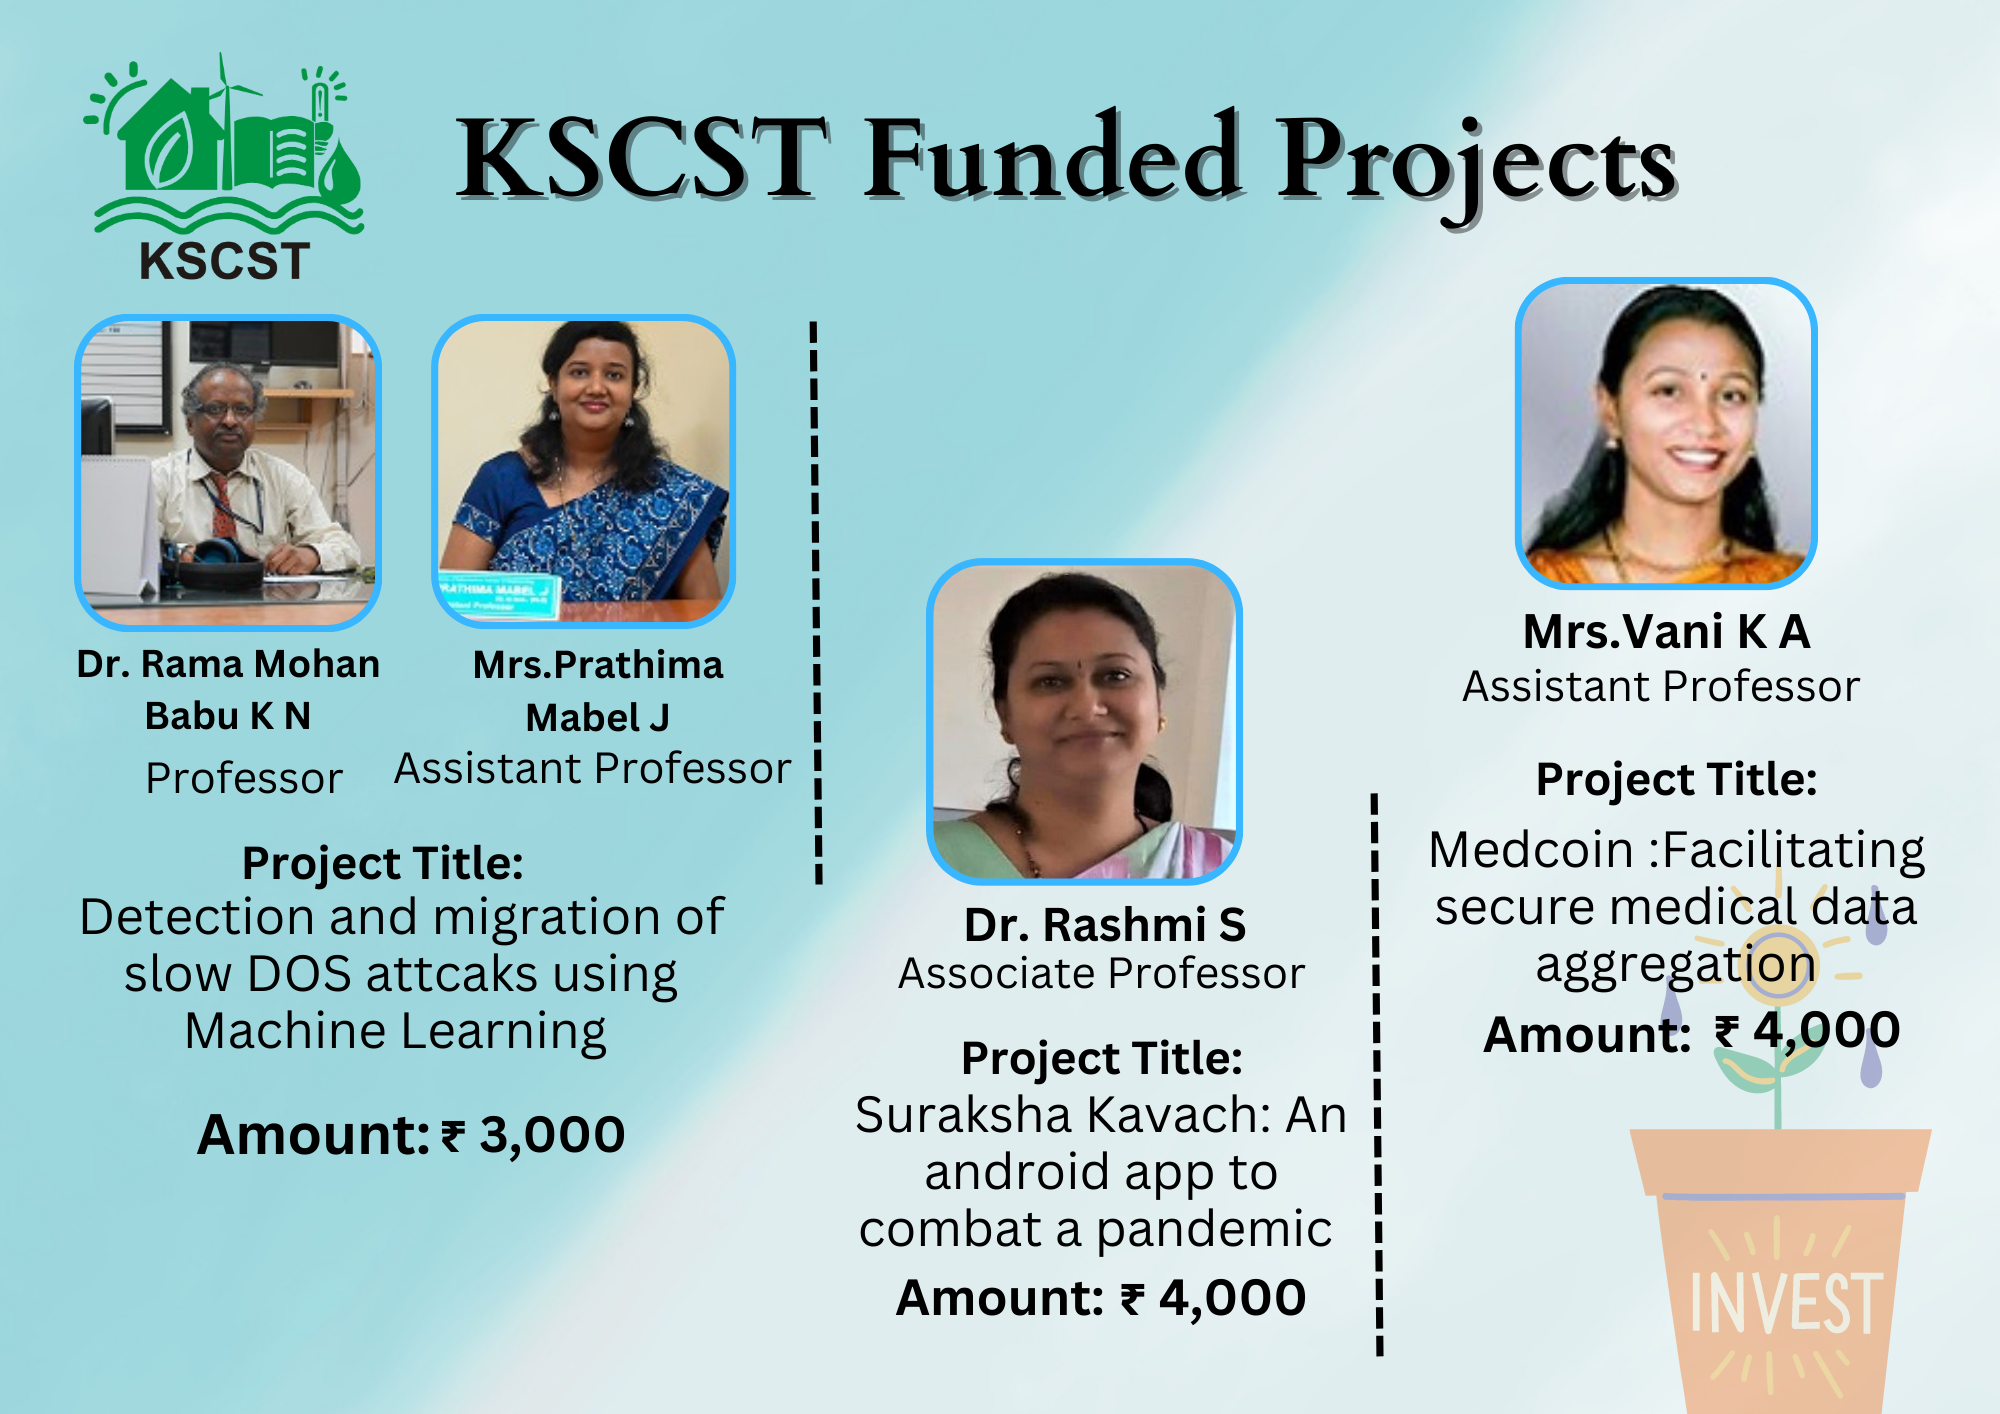 KSCST
KSCST Funded Projects
RATHIMA MABEL J
Dr. Rama Mohan
Babu K N
Professor
Mrs.Prathima
Mabel J
Assistant Professor
Project Title:
Detection and migration of
slow DOS attcaks using
Machine Learning
Amount: ₹ 3,000
Dr. Rashmi S
Associate Professor
Project Title:
Suraksha Kavach: An
android app to
combat a pandemic
Amount: ₹ 4,000
Mrs.Vani K A
Assistant Professor
Project Title:
Medcoin :Facilitating
secure medical data
aggregation
Amount: ₹ 4,000
INVEST